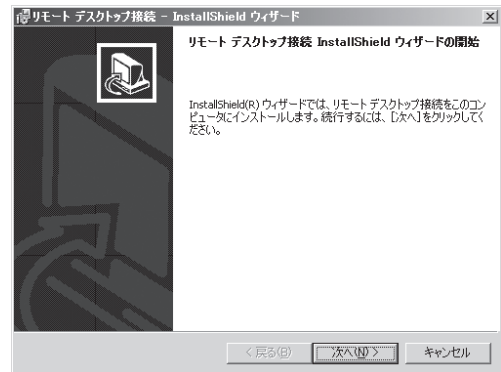 リモート デスクトップ接続 - InstallShield ウィザード
リモート デスクトップ接続 InstallShield ウィザードの開始
InstallShield(R) ウィザードでは、リモート デスクトップ接続をこのコン
ピュータにインストールします。続行するには、[次へ] をクリックしてく
ださい。
< 戻る(B) 次へ(N) > キャンセル